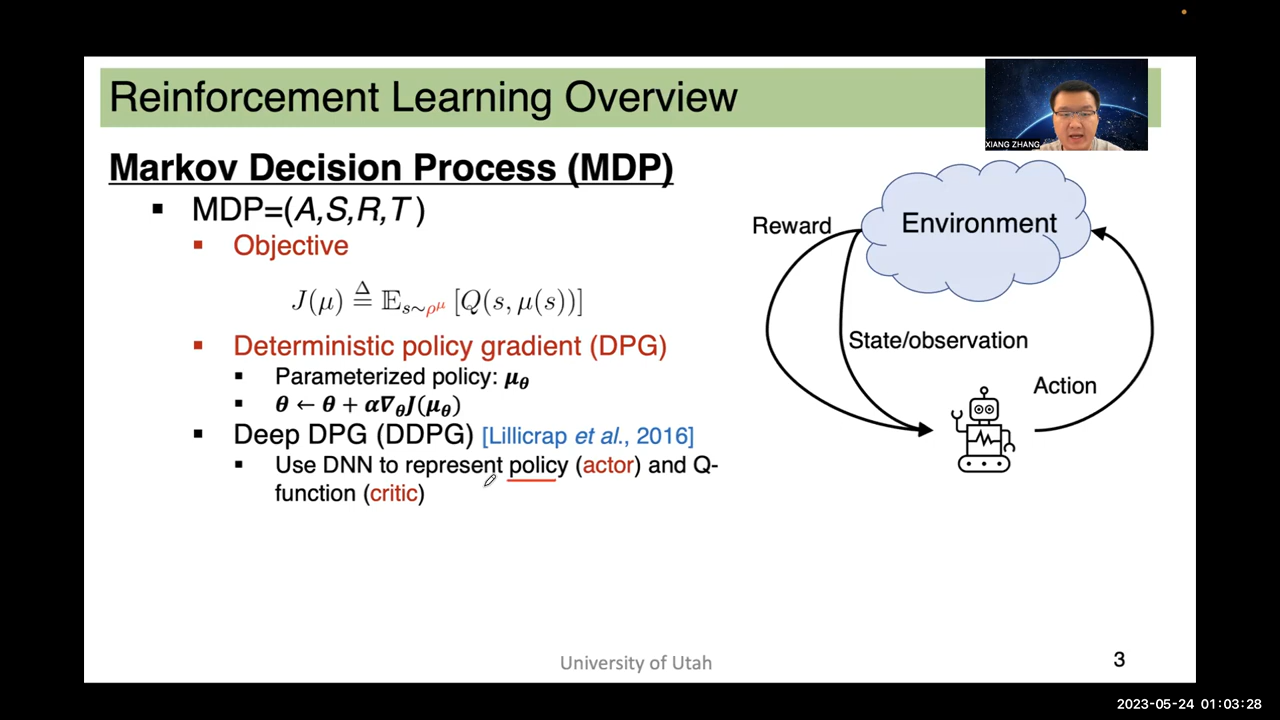 Reinforcement Learning Overview
XIANG ZHANG
Markov Decision Process (MDP)
▪ MDP=(A,S,R,T )
▪ Objective
J(μ) ≜ 𝔼_{s∼ρ^μ} [Q(s, μ(s))]
▪ Deterministic policy gradient (DPG)
▪ Parameterized policy: μ_θ
▪ θ ← θ + α∇_θJ(μ_θ)
▪ Deep DPG (DDPG) [Lillicrap et al., 2016]
▪ Use DNN to represent policy (actor) and Q-
function (critic)
Reward
Environment
State/observation
Action
University of Utah
3
2023-05-24 01:03:28